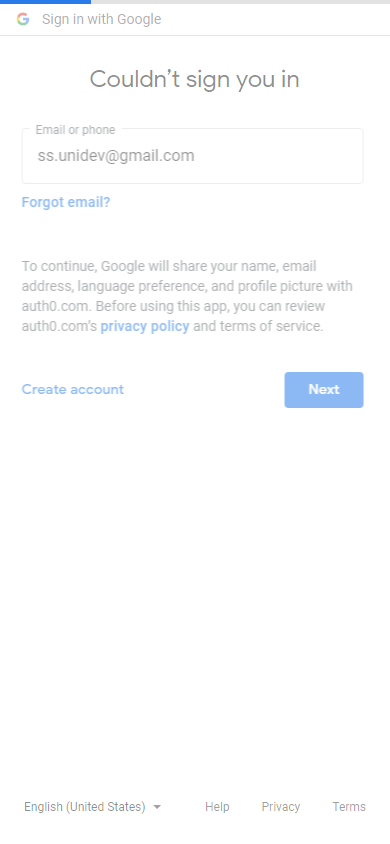 Sign in with Google
Couldn’t sign you in
Email or phone
ss.unidev@gmail.com
Forgot email?
To continue, Google will share your name, email
address, language preference, and profile picture with
auth0.com. Before using this app, you can review
auth0.com’s privacy policy and terms of service.
Create account
Next
English (United States)
Help
Privacy
Terms